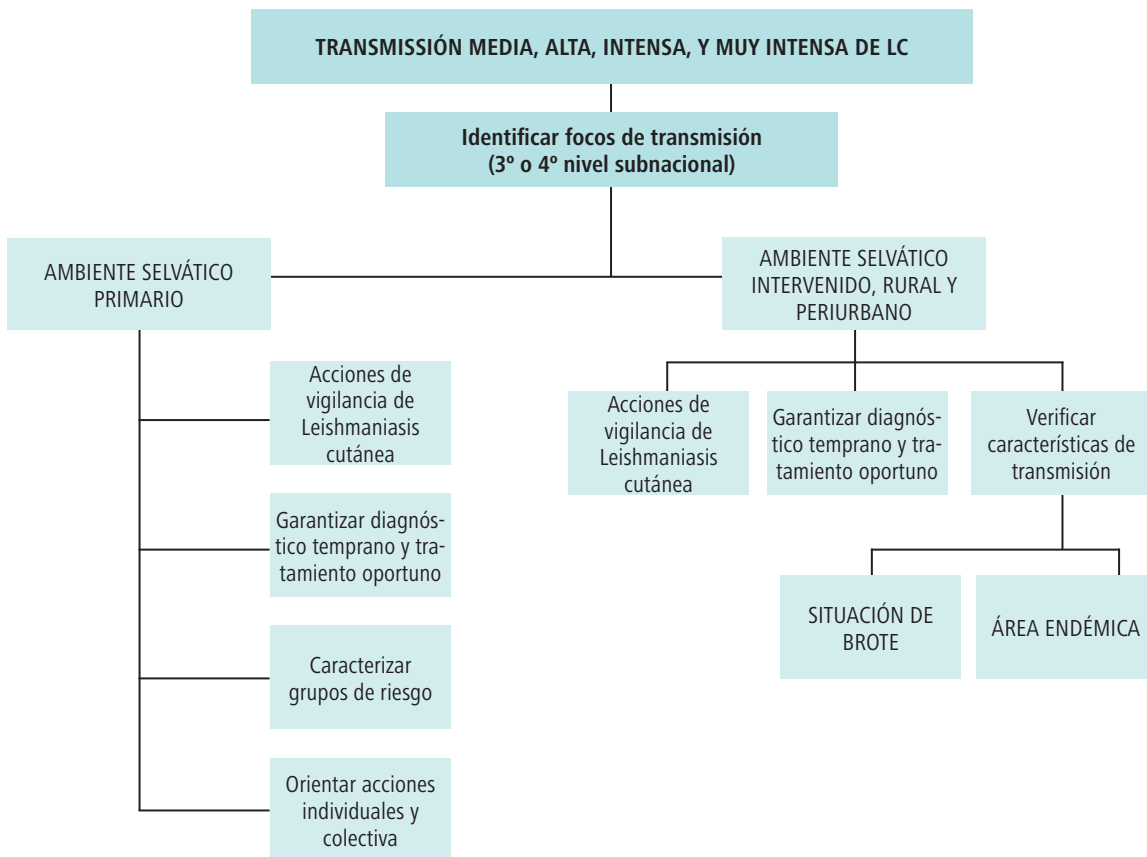 TRANSMISSIÓN MEDIA, ALTA, INTENSA, Y MUY INTENSA DE LC
Identificar focos de transmisión
(3º o 4º nivel subnacional)
AMBIENTE SELVÁTICO
PRIMARIO
Acciones de
vigilancia de
Leishmaniasis
cutánea
Garantizar diagnós-
tico temprano y tra-
tamiento oportuno
Caracterizar
grupos de riesgo
Orientar acciones
individuales y
colectiva
AMBIENTE SELVÁTICO
INTERVENIDO, RURAL Y
PERIURBANO
Acciones de
vigilancia de
Leishmaniasis
cutánea
Garantizar diagnós-
tico temprano y tra-
tamiento oportuno
Verificar
características de
transmisión
SITUACIÓN DE
BROTE
ÁREA ENDÉMICA